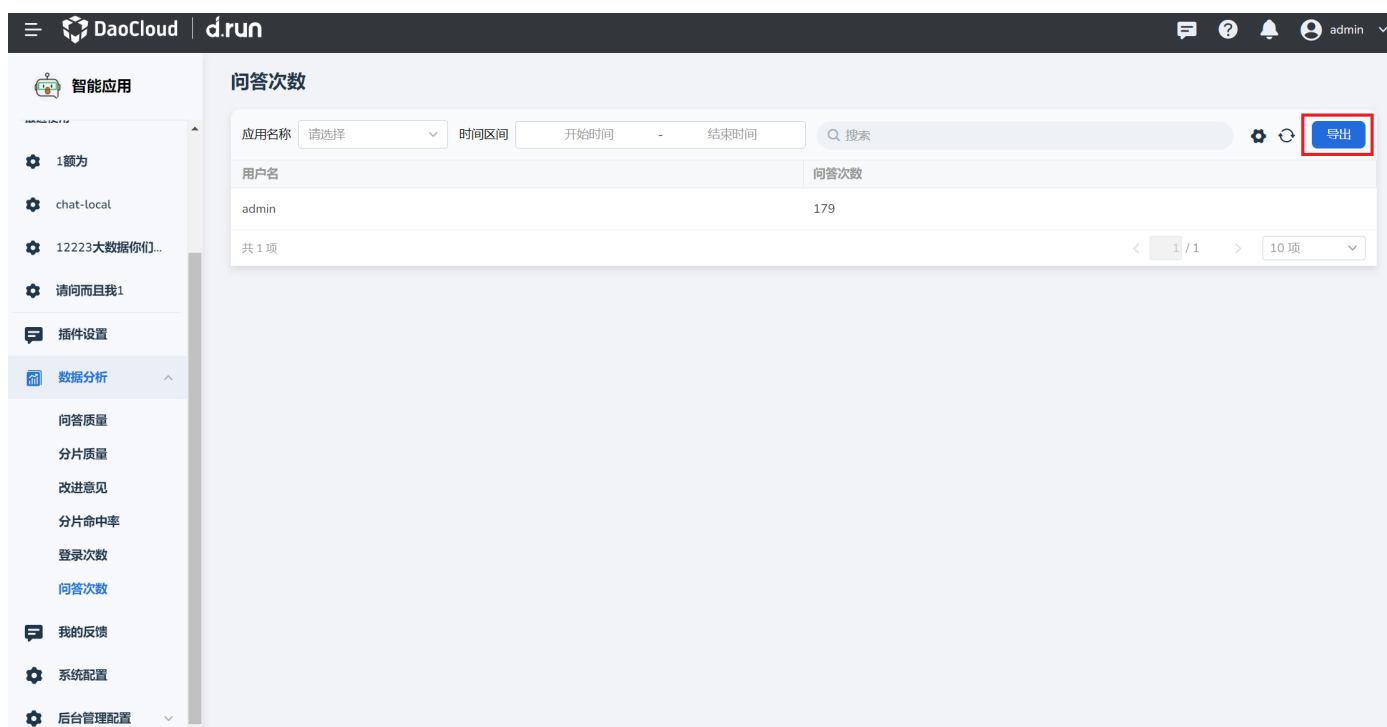 DaoCloud d.run
admin
智能应用
问答次数
应用名称 请选择 时间区间 开始时间 - 结束时间 搜索 导出
用户名 问答次数
admin 179
共 1 项 1 / 1 10 项
1额为
chat-local
12223大数据你们...
请问而且我1
插件设置
数据分析
问答质量
分片质量
改进意见
分片命中率
登录次数
问答次数
我的反馈
系统配置
后台管理配置